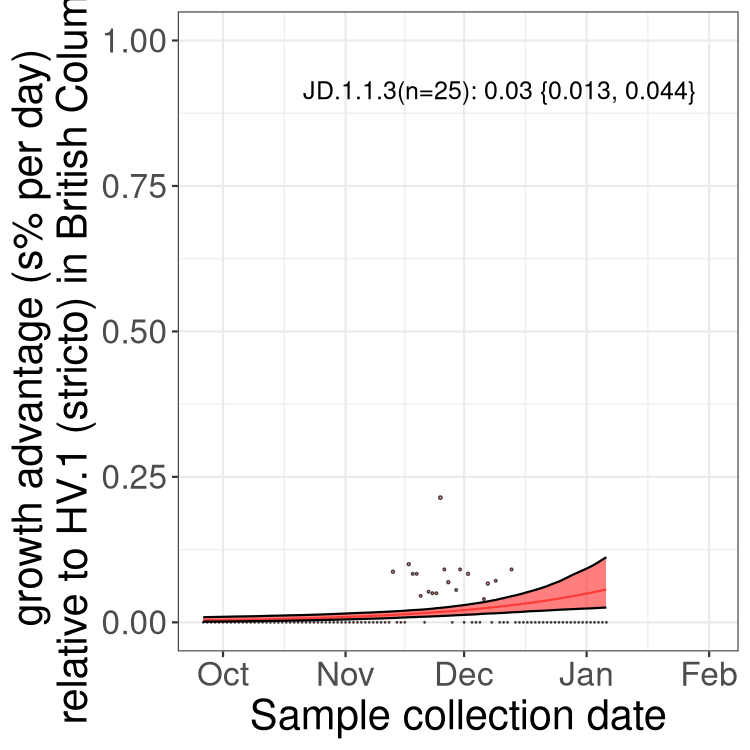 growth advantage (s% per day)
relative to HV.1 (stricto) in British Colum
1.00
0.75
0.50
0.25
0.00
JD.1.1.3(n=25): 0.03 {0.013, 0.044}
Oct Nov Dec Jan Feb
Sample collection date